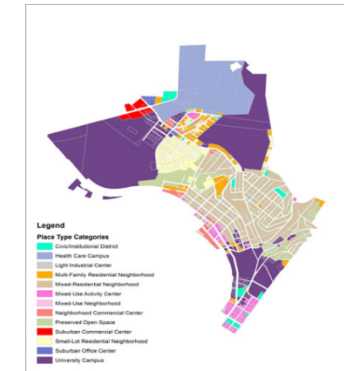 Legend
Place Type Categories
Civic/Institutional District
Health Care Campus
Light Industrial Center
Multi-Family Residential Neighborhood
Mixed-Residential Neighborhood
Mixed-Use Activity Center
Mixed-Use Neighborhood
Neighborhood Commercial Center
Preserved Open Space
Suburban Commercial Center
Small-Lot Residential Neighborhood
Suburban Office Center
University Campus